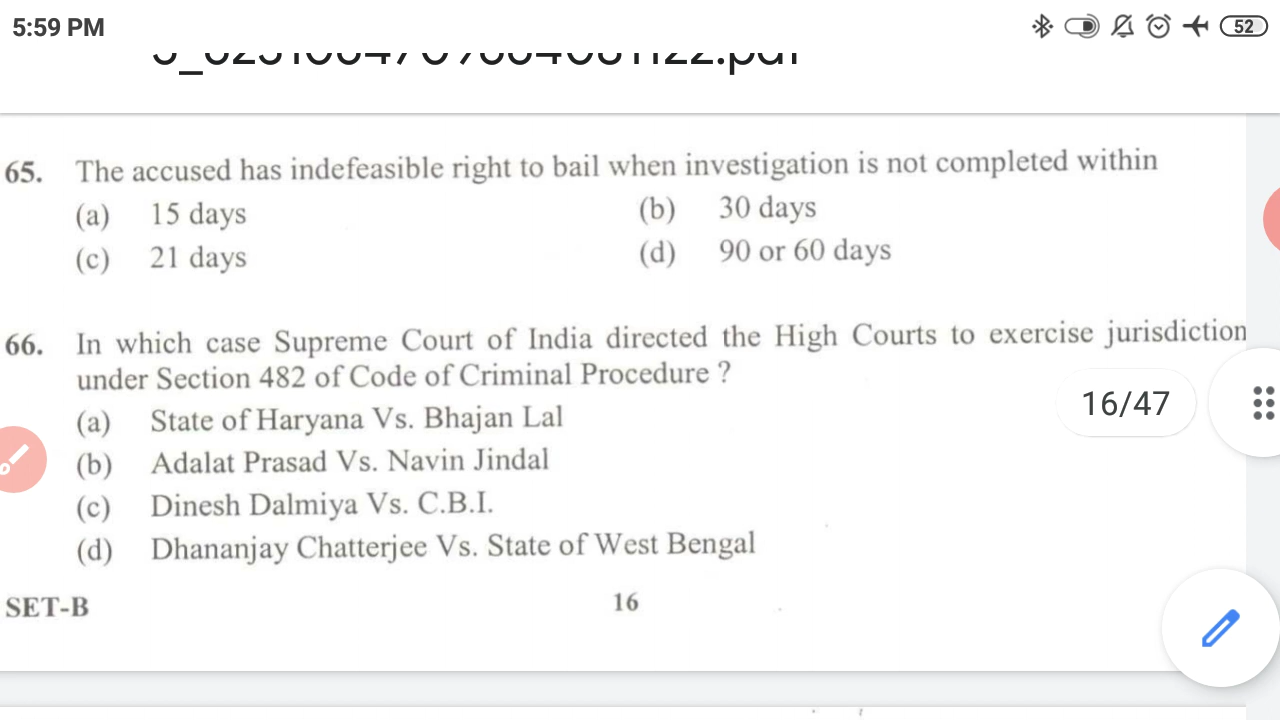 5:59 PM
52
65. The accused has indefeasible right to bail when investigation is not completed within
(a) 15 days (b) 30 days
(c) 21 days (d) 90 or 60 days
66. In which case Supreme Court of India directed the High Courts to exercise jurisdiction
under Section 482 of Code of Criminal Procedure ?
(a) State of Haryana Vs. Bhajan Lal
16/47
(b) Adalat Prasad Vs. Navin Jindal
(c) Dinesh Dalmiya Vs. C.B.I.
(d) Dhananjay Chatterjee Vs. State of West Bengal
SET-B 16